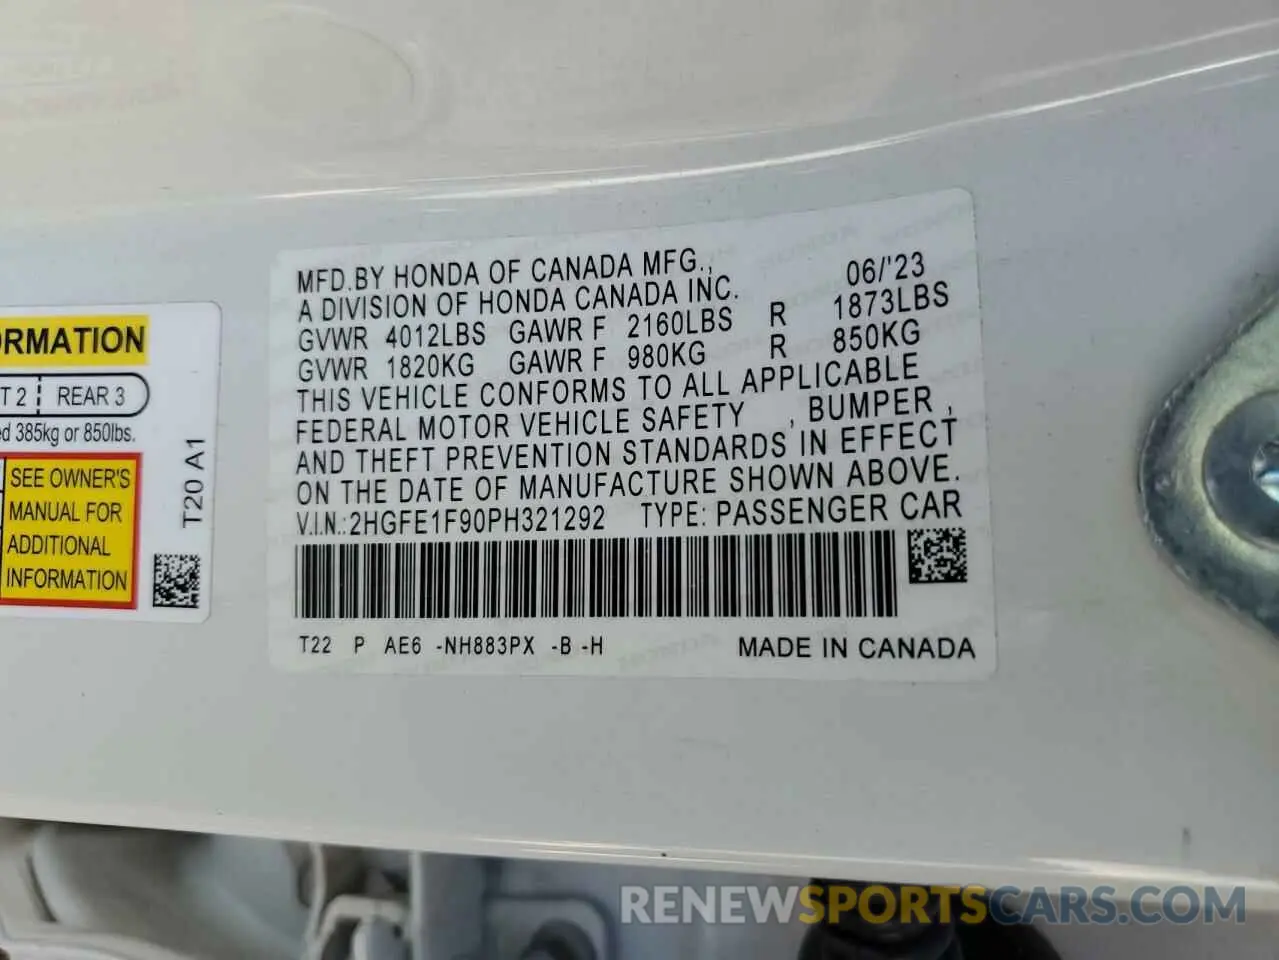 MFD.BY HONDA OF CANADA MFG., 06/'23
A DIVISION OF HONDA CANADA INC.
GVWR 4012LBS GAWR F 2160LBS R 1873LBS
GVWR 1820KG GAWR F 980KG R 850KG
THIS VEHICLE CONFORMS TO ALL APPLICABLE
FEDERAL MOTOR VEHICLE SAFETY , BUMPER ,
AND THEFT PREVENTION STANDARDS IN EFFECT
ON THE DATE OF MANUFACTURE SHOWN ABOVE.
V.I.N.:2HGFE1F90PH321292 TYPE: PASSENGER CAR
T22 P AE6 -NH883PX -B -H MADE IN CANADA
REAR 3
385kg or 850lbs.
SEE OWNER'S
MANUAL FOR
ADDITIONAL
INFORMATION
T20 A1
RENEWSPORTSCARS.COM